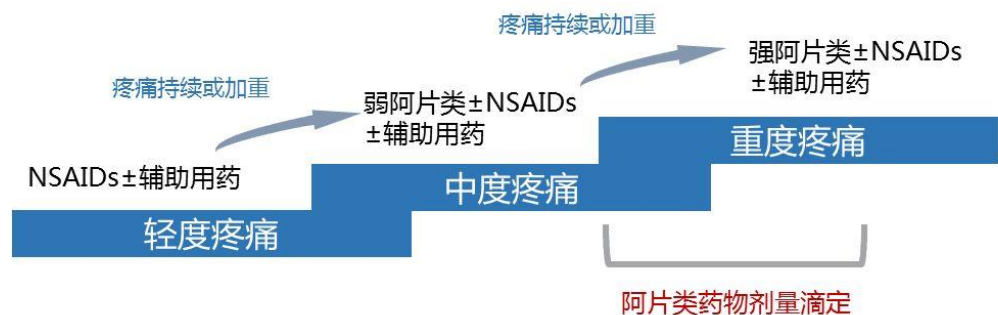 疼痛持续或加重
强阿片类±NSAIDs
±辅助用药
疼痛持续或加重
弱阿片类±NSAIDs
±辅助用药
重度疼痛
NSAIDs±辅助用药
中度疼痛
轻度疼痛
阿片类药物剂量滴定